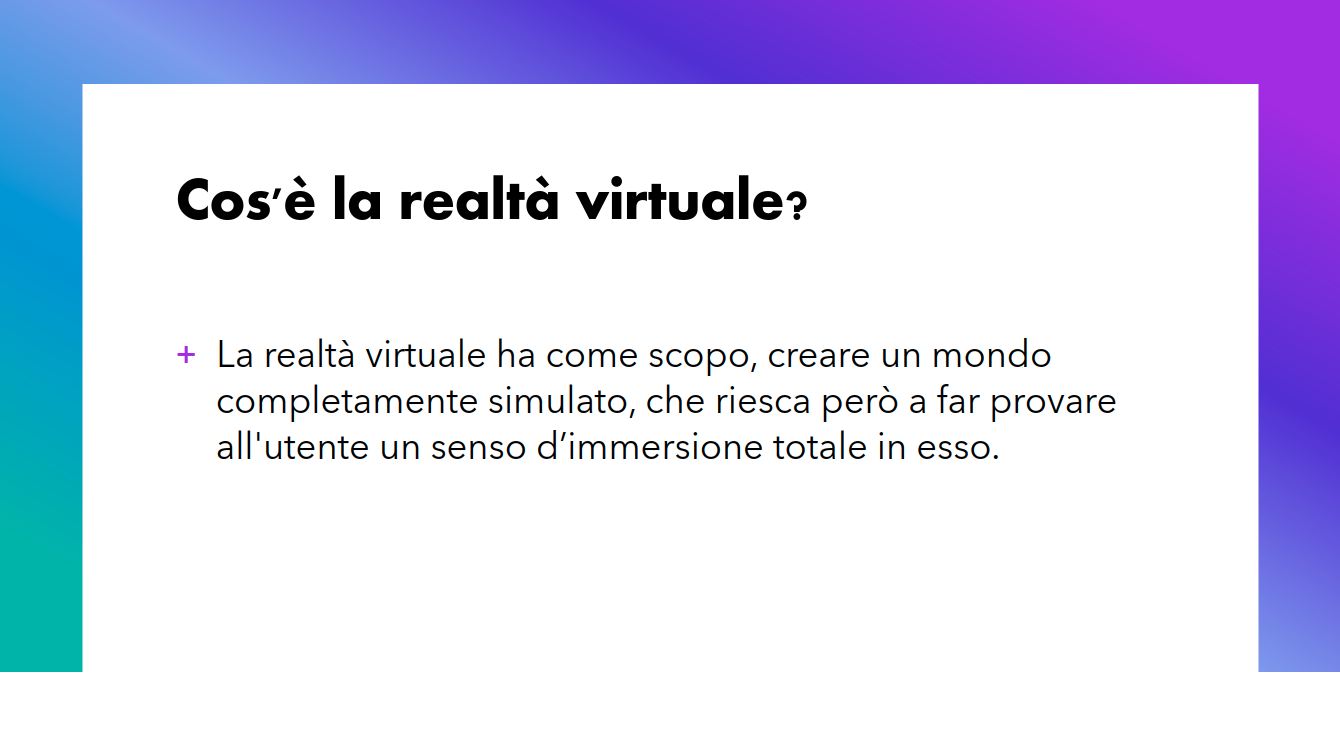 Cos’è la realtà virtuale?
+ La realtà virtuale ha come scopo, creare un mondo
completamente simulato, che riesca però a far provare
all'utente un senso d’immersione totale in esso.